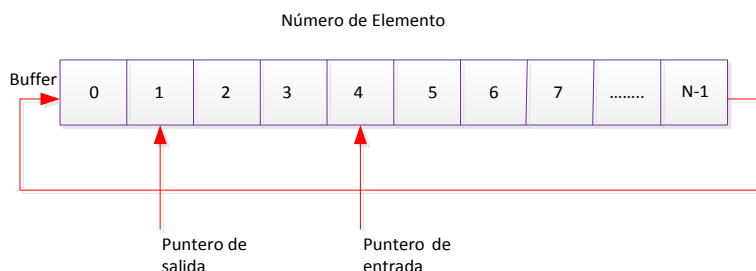 Número de Elemento
Buffer
0 1 2 3 4 5 6 7 ........ N-1
Puntero de
salida
Puntero de
entrada